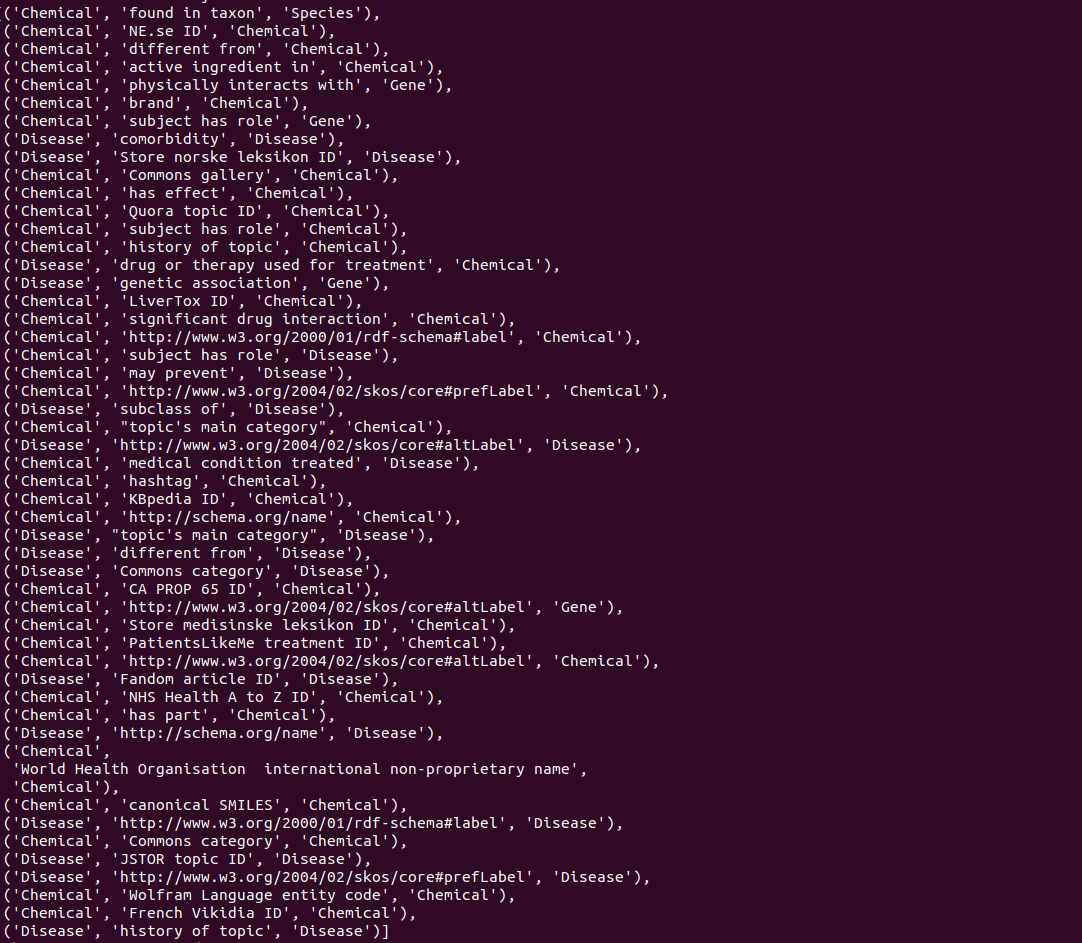 [('Chemical', 'found in taxon', 'Species'),
('Chemical', 'NE.se ID', 'Chemical'),
('Chemical', 'different from', 'Chemical'),
('Chemical', 'active ingredient in', 'Chemical'),
('Chemical', 'physically interacts with', 'Gene'),
('Chemical', 'brand', 'Chemical'),
('Chemical', 'subject has role', 'Gene'),
('Disease', 'comorbidity', 'Disease'),
('Disease', 'Store norske leksikon ID', 'Disease'),
('Chemical', 'Commons gallery', 'Chemical'),
('Chemical', 'has effect', 'Chemical'),
('Chemical', 'Quora topic ID', 'Chemical'),
('Chemical', 'subject has role', 'Chemical'),
('Chemical', 'history of topic', 'Chemical'),
('Disease', 'drug or therapy used for treatment', 'Chemical'),
('Disease', 'genetic association', 'Gene'),
('Chemical', 'LiverTox ID', 'Chemical'),
('Chemical', 'significant drug interaction', 'Chemical'),
('Chemical', 'http://www.w3.org/2000/01/rdf-schema#label', 'Chemical'),
('Chemical', 'subject has role', 'Disease'),
('Chemical', 'may prevent', 'Disease'),
('Chemical', 'http://www.w3.org/2004/02/skos/core#prefLabel', 'Chemical'),
('Disease', 'subclass of', 'Disease'),
('Chemical', "topic's main category", 'Chemical'),
('Disease', 'http://www.w3.org/2004/02/skos/core#altLabel', 'Disease'),
('Chemical', 'medical condition treated', 'Disease'),
('Chemical', 'hashtag', 'Chemical'),
('Chemical', 'KBpedia ID', 'Chemical'),
('Chemical', 'http://schema.org/name', 'Chemical'),
('Disease', "topic's main category", 'Disease'),
('Disease', 'different from', 'Disease'),
('Disease', 'Commons category', 'Disease'),
('Chemical', 'CA PROP 65 ID', 'Chemical'),
('Chemical', 'http://www.w3.org/2004/02/skos/core#altLabel', 'Gene'),
('Chemical', 'Store medisinske leksikon ID', 'Chemical'),
('Chemical', 'PatientsLikeMe treatment ID', 'Chemical'),
('Chemical', 'http://www.w3.org/2004/02/skos/core#altLabel', 'Chemical'),
('Disease', 'Fandom article ID', 'Disease'),
('Chemical', 'NHS Health A to Z ID', 'Chemical'),
('Chemical', 'has part', 'Chemical'),
('Disease', 'http://schema.org/name', 'Disease'),
('Chemical',
'World Health Organisation  international non-proprietary name',
'Chemical'),
('Chemical', 'canonical SMILES', 'Chemical'),
('Disease', 'http://www.w3.org/2000/01/rdf-schema#label', 'Disease'),
('Chemical', 'Commons category', 'Chemical'),
('Disease', 'JSTOR topic ID', 'Disease'),
('Disease', 'http://www.w3.org/2004/02/skos/core#prefLabel', 'Disease'),
('Chemical', 'Wolfram Language entity code', 'Chemical'),
('Chemical', 'French Vikidia ID', 'Chemical'),
('Disease', 'history of topic', 'Disease')]